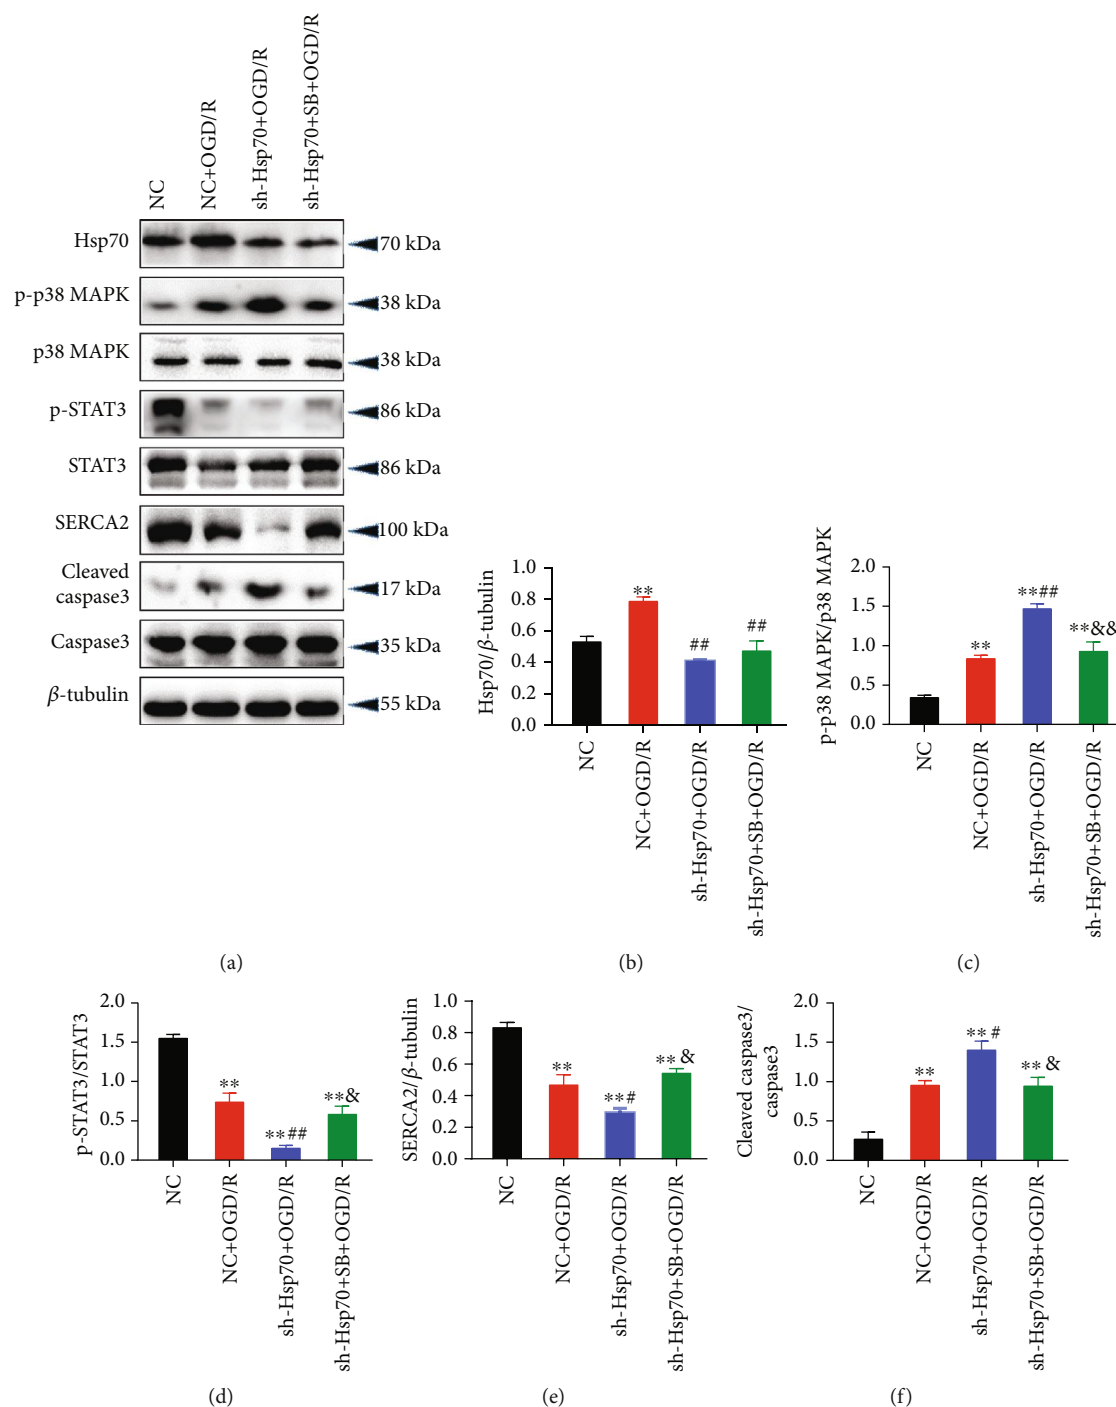 NC
NC+OGD/R
sh-Hsp70+OGD/R
sh-Hsp70+SB+OGD/R
Hsp70
70 kDa
p-p38 MAPK
38 kDa
p38 MAPK
38 kDa
p-STAT3
86 kDa
STAT3
86 kDa
SERCA2
100 kDa
Cleaved
caspase3
17 kDa
Caspase3
35 kDa
β-tubulin
55 kDa
(a)
Hsp70/β-tubulin
1.0
0.8
0.6
0.4
0.2
0.0
**
##
##
NC
NC+OGD/R
sh-Hsp70+OGD/R
sh-Hsp70+SB+OGD/R
(b)
p-p38 MAPK/p38 MAPK
2.0
1.5
1.0
0.5
0.0
**
**##
**&&
NC
NC+OGD/R
sh-Hsp70+OGD/R
sh-Hsp70+SB+OGD/R
(c)
p-STAT3/STAT3
2.0
1.5
1.0
0.5
0.0
**
**##
**&
NC
NC+OGD/R
sh-Hsp70+OGD/R
sh-Hsp70+SB+OGD/R
(d)
SERCA2/β-tubulin
1.0
0.8
0.6
0.4
0.2
0.0
**
**#
** &
NC
NC+OGD/R
sh-Hsp70+OGD/R
sh-Hsp70+SB+OGD/R
(e)
Cleaved caspase3/
caspase3
2.0
1.5
1.0
0.5
0.0
**
** #
** &
NC
NC+OGD/R
sh-Hsp70+OGD/R
sh-Hsp70+SB+OGD/R
(f)